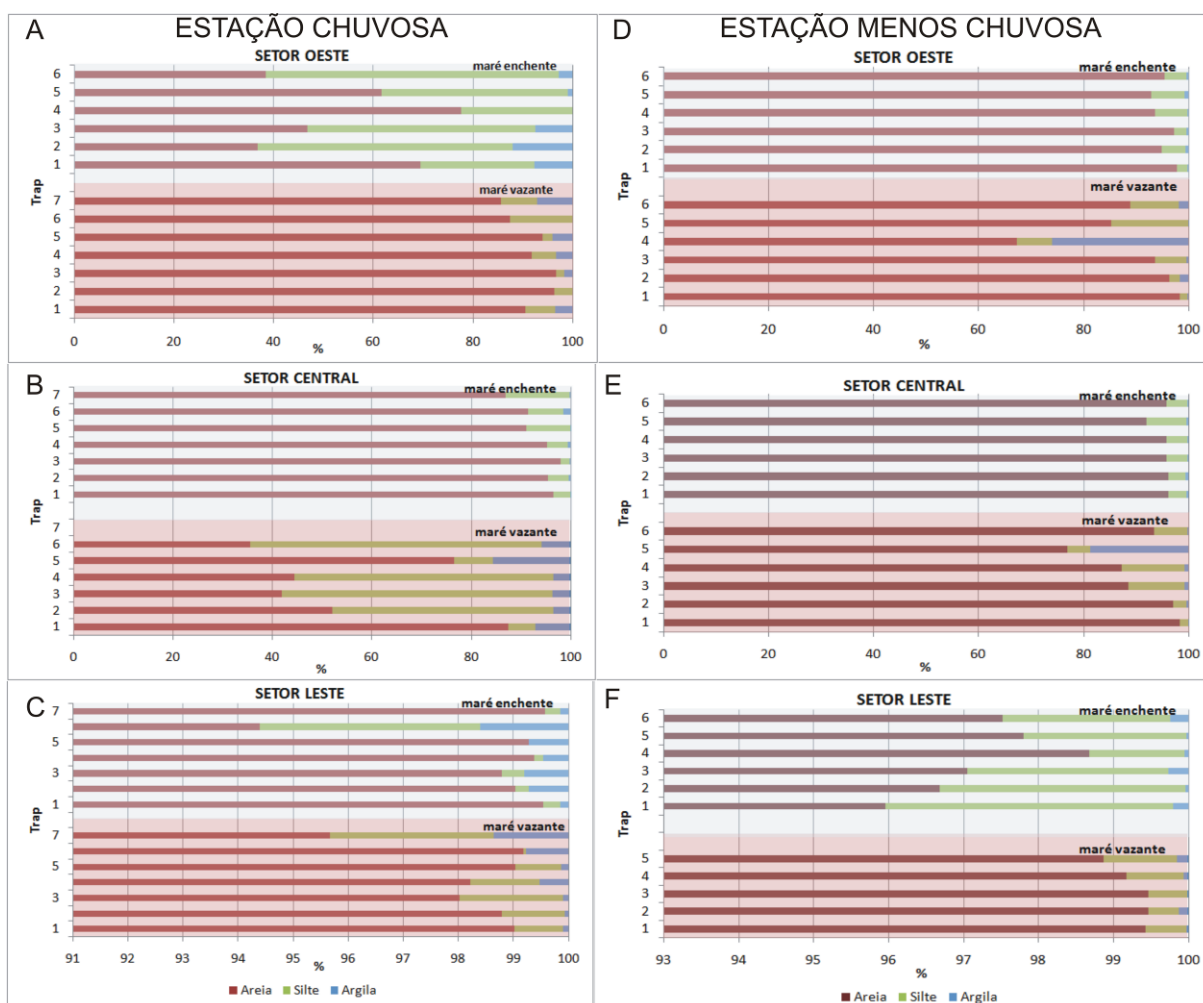 A ESTAÇÃO CHUVOSA
SETOR OESTE
maré enchente
6
5
4
3
2
1
maré vazante
7
6
5
4
3
2
1
Trap
0 20 40 60 80 100
%
B SETOR CENTRAL
maré enchente
7
6
5
4
3
2
1
maré vazante
7
6
5
4
3
2
1
Trap
0 20 40 60 80 100
%
C SETOR LESTE
maré enchente
7
5
3
1
maré vazante
7
5
3
1
Trap
91 93 94 95 96 97 98 99 100
%
Areia Silte Argila
D ESTAÇÃO MENOS CHUVOSA
SETOR OESTE
maré enchente
6
5
4
3
2
1
maré vazante
6
5
4
3
2
1
Trap
0 20 40 60 80 100
%
E SETOR CENTRAL
maré enchente
6
5
4
3
2
1
maré vazante
6
5
4
3
2
1
Trap
0 20 40 60 80 100
%
F SETOR LESTE
maré enchente
6
5
4
3
2
1
maré vazante
5
4
3
2
1
Trap
93 94 95 96 97 98 99 100
%
Areia Silte Argila